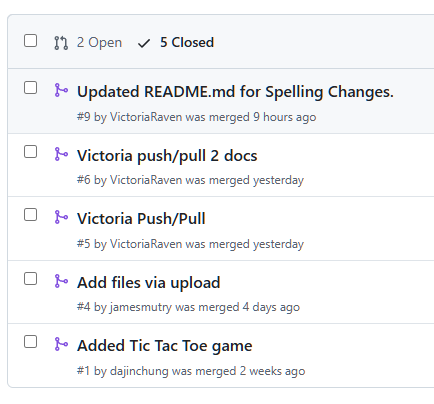 2 Open 5 Closed
Updated README.md for Spelling Changes.
#9 by VictoriaRaven was merged 9 hours ago
Victoria push/pull 2 docs
#6 by VictoriaRaven was merged yesterday
Victoria Push/Pull
#5 by VictoriaRaven was merged yesterday
Add files via upload
#4 by jamesmutry was merged 4 days ago
Added Tic Tac Toe game
#1 by dajinchung was merged 2 weeks ago